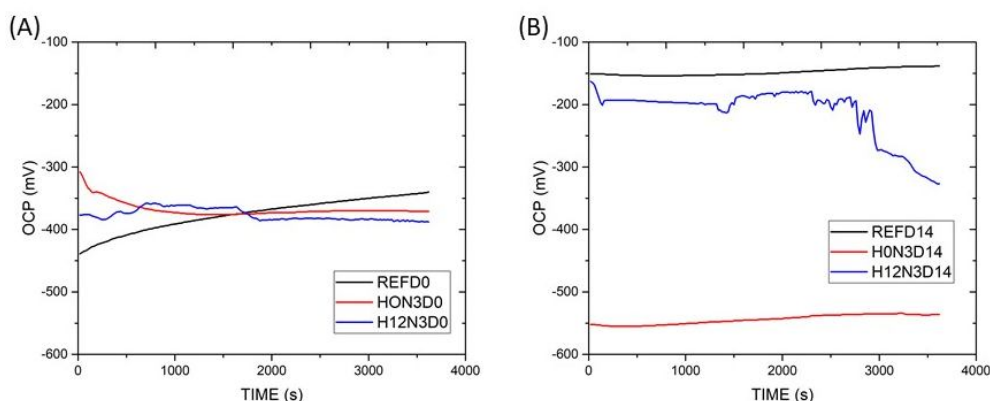 (A)
-100
-200
-300
-400
-500
-600
OCP (mV)
REFD0
HON3D0
H12N3D0
0 1000 2000 3000 4000
TIME (s)
(B)
-100
-200
-300
-400
-500
-600
OCP (mV)
REFD14
H0N3D14
H12N3D14
0 1000 2000 3000 4000
TIME (s)